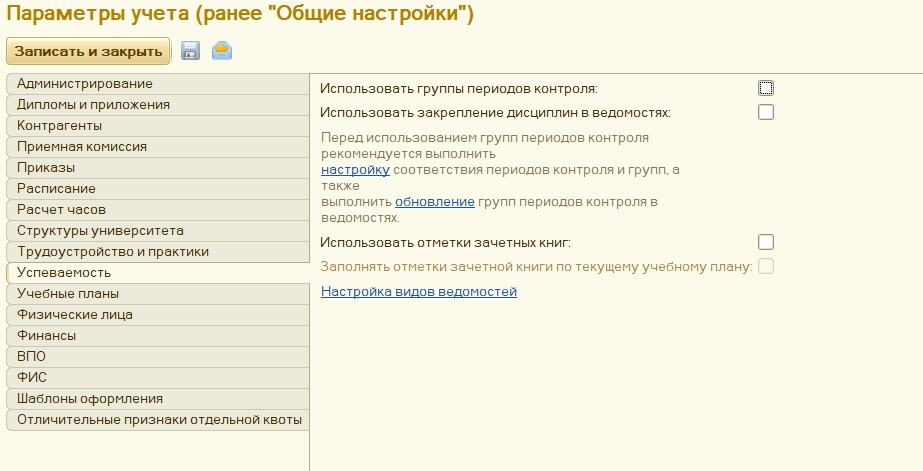 Параметры учета (ранее "Общие настройки")
Записать и закрыть
Администрирование
Дипломы и приложения
Контрагенты
Приемная комиссия
Приказы
Расписание
Расчет часов
Структуры университета
Трудоустройство и практики
Успеваемость
Учебные планы
Физические лица
Финансы
ВПО
ФИС
Шаблоны оформления
Отличительные признаки отдельной квоты
Использовать группы периодов контроля:
Использовать закрепление дисциплин в ведомостях:
Перед использованием групп периодов контроля
рекомендуется выполнить
настройку соответствия периодов контроля и групп, а
также
выполнить обновление групп периодов контроля в
ведомостях.
Использовать отметки зачетных книг:
Заполнять отметки зачетной книги по текущему учебному плану:
Настройка видов ведомостей